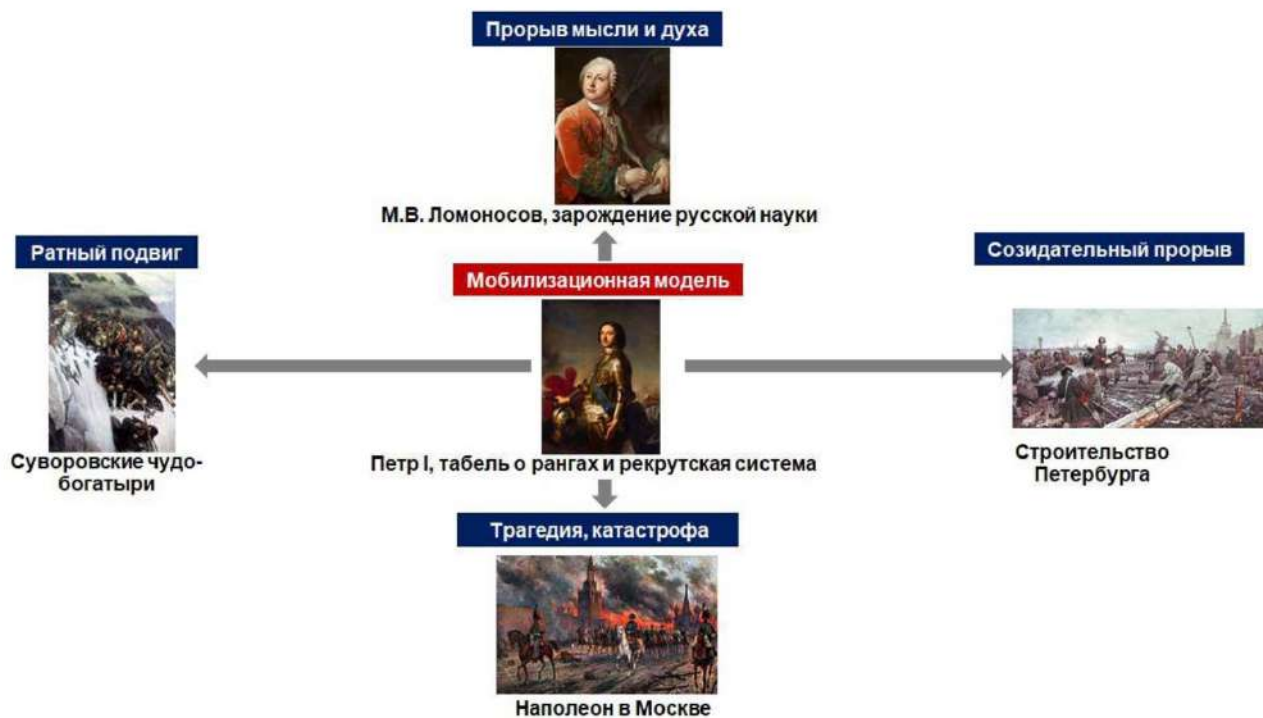 Прорыв мысли и духа
М.В. Ломоносов, зарождение русской науки
Ратный подвиг
Созидательный прорыв
Мобилизационная модель
Суворовские чудо-
богатыри
Петр I, табель о рангах и рекрутская система
Строительство
Петербурга
Трагедия, катастрофа
Наполеон в Москве